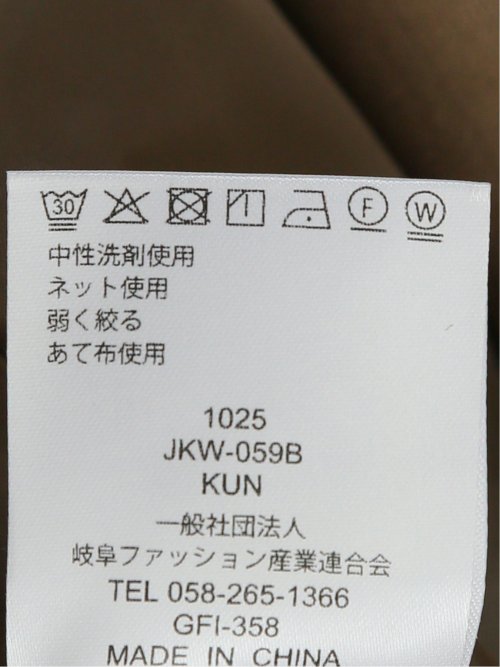 30 F W
中性洗剤使用
ネット使用
弱く絞る
あて布使用
1025
JKW-059B
KUN
一般社団法人
岐阜ファッション産業連合会
TEL 058-265-1366
GFI-358
MADE IN CHINA